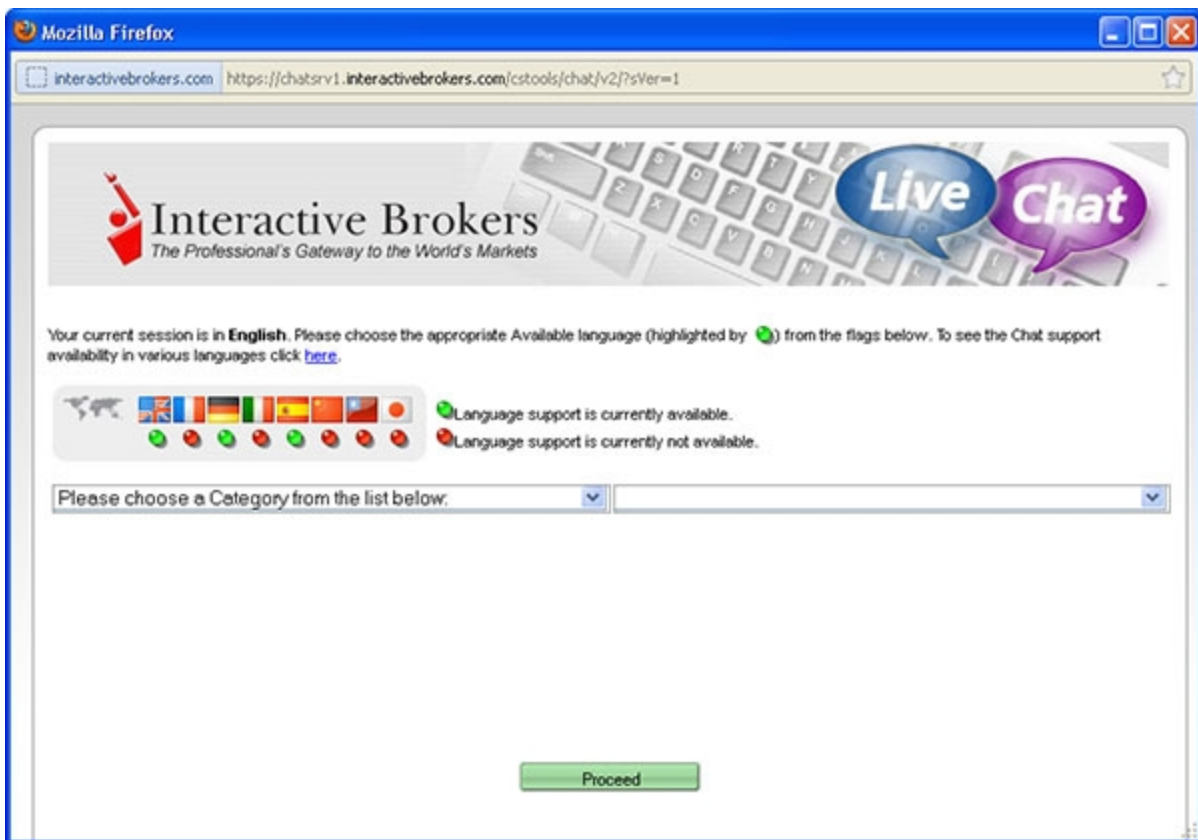 Mozilla Firefox
interactivebrokers.com https://chatsrv1.interactivebrokers.com/cstools/chat/v2/?sVer=1
Interactive Brokers
The Professional's Gateway to the World's Markets
Live Chat
Your current session is in English. Please choose the appropriate Available language (highlighted by ) from the flags below. To see the Chat support
availability in various languages click here.
Language support is currently available.
Language support is currently not available.
Please choose a Category from the list below:
Proceed